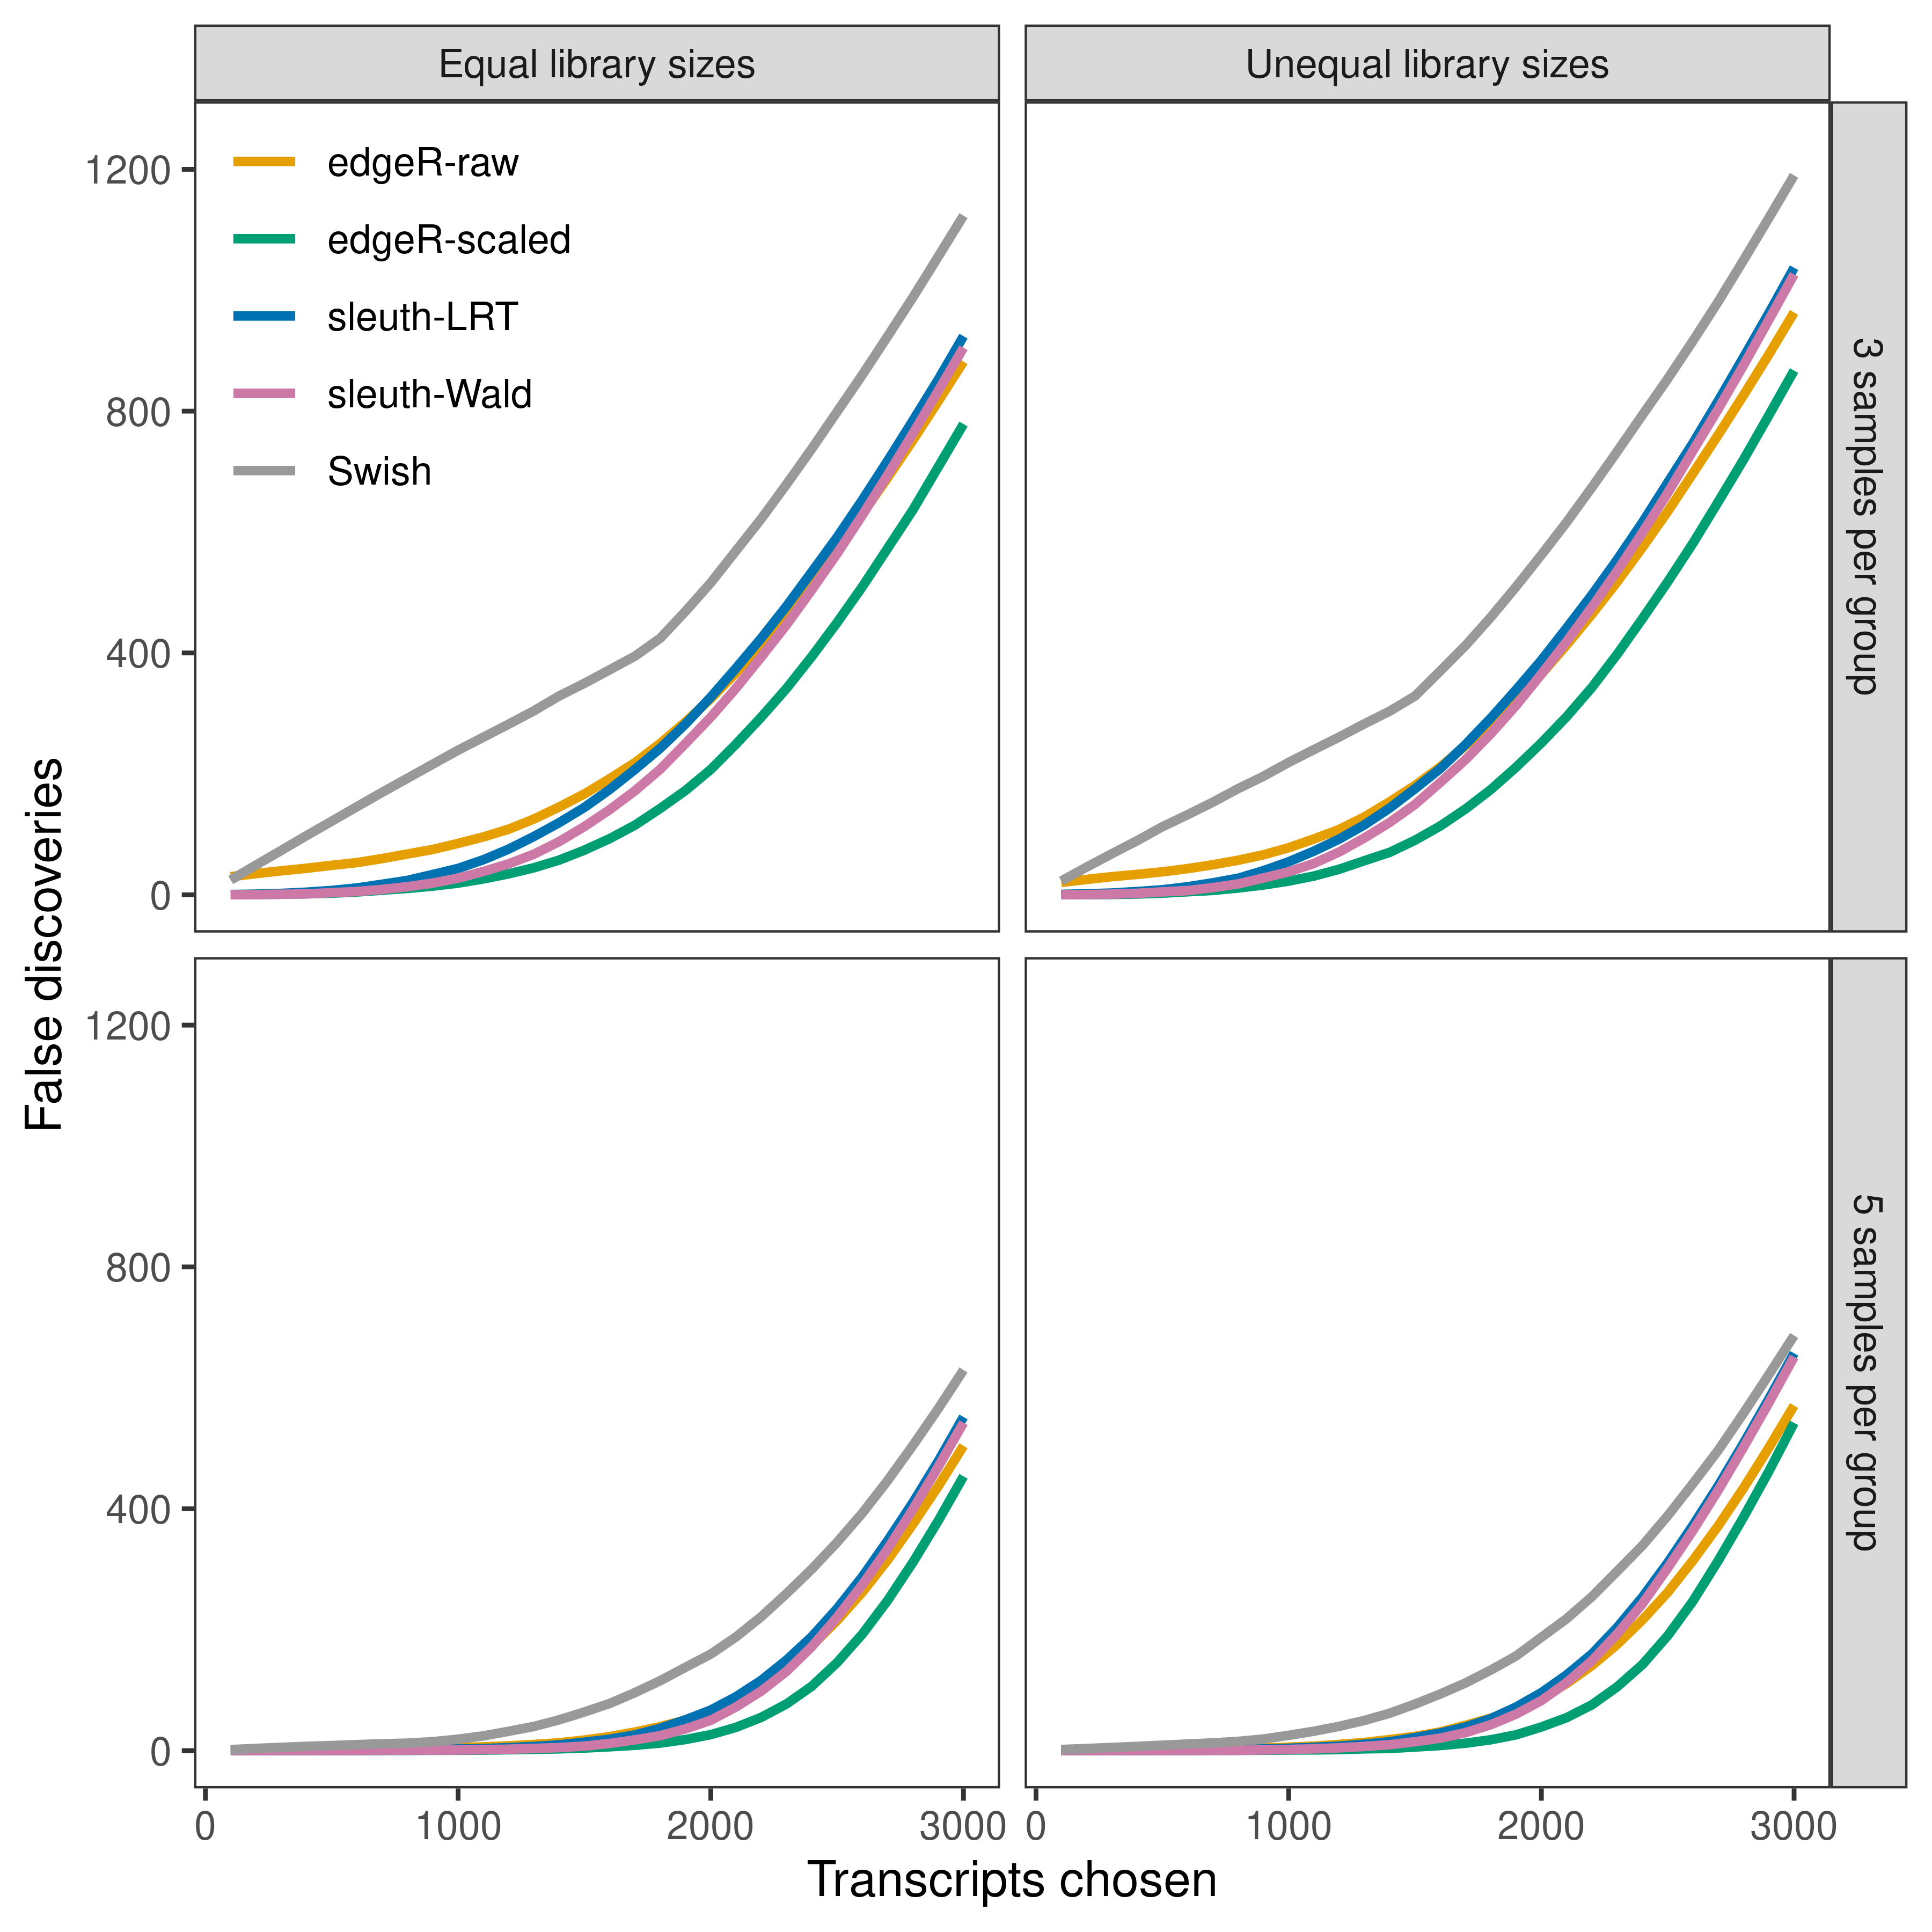 Equal library sizes
Unequal library sizes
edgeR-raw
edgeR-scaled
sleuth-LRT
sleuth-Wald
Swish
1200
800
400
0
3 samples per group
False discoveries
1200
800
400
0
5 samples per group
0 1000 2000 3000 0 1000 2000 3000
Transcripts chosen